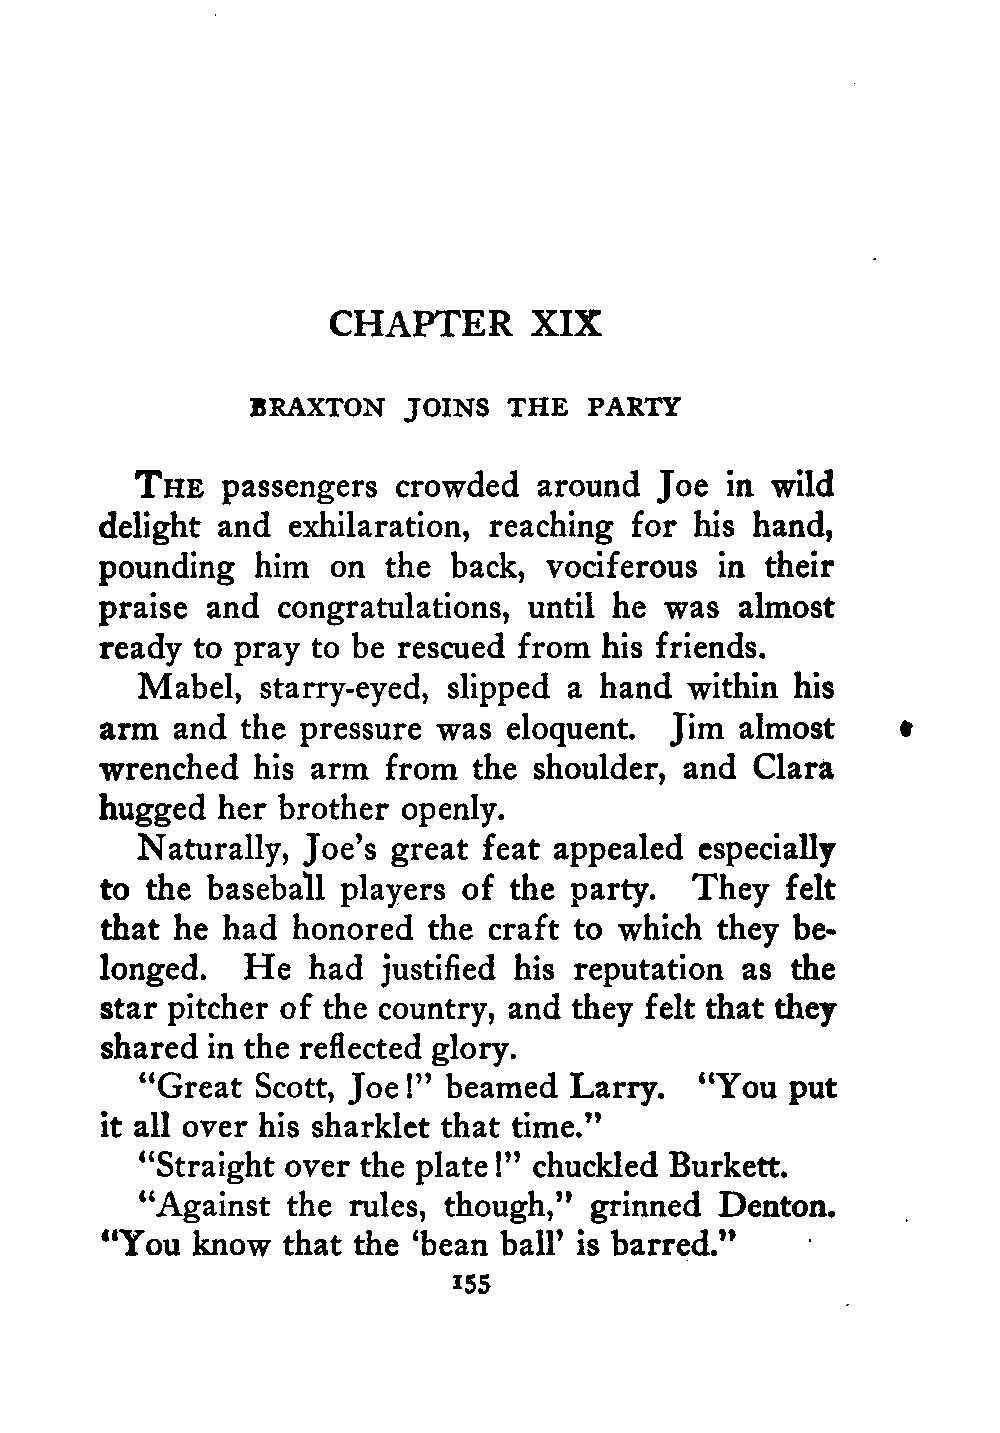 CHAPTER XIX
BRAXTON JOINS THE PARTY
THE passengers crowded around Joe in wild
delight and exhilaration, reaching for his hand,
pounding him on the back, vociferous in their
praise and congratulations, until he was almost
ready to pray to be rescued from his friends.
Mabel, starry-eyed, slipped a hand within his
arm and the pressure was eloquent. Jim almost
wrenched his arm from the shoulder, and Clara
hugged her brother openly.
Naturally, Joe's great feat appealed especially
to the baseball players of the party. They felt
that he had honored the craft to which they be-
longed. He had justified his reputation as the
star pitcher of the country, and they felt that they
shared in the reflected glory.
"Great Scott, Joe!" beamed Larry. "You put
it all over his sharklet that time."
"Straight over the plate!" chuckled Burkett.
"Against the rules, though," grinned Denton.
"You know that the 'bean ball' is barred."
155